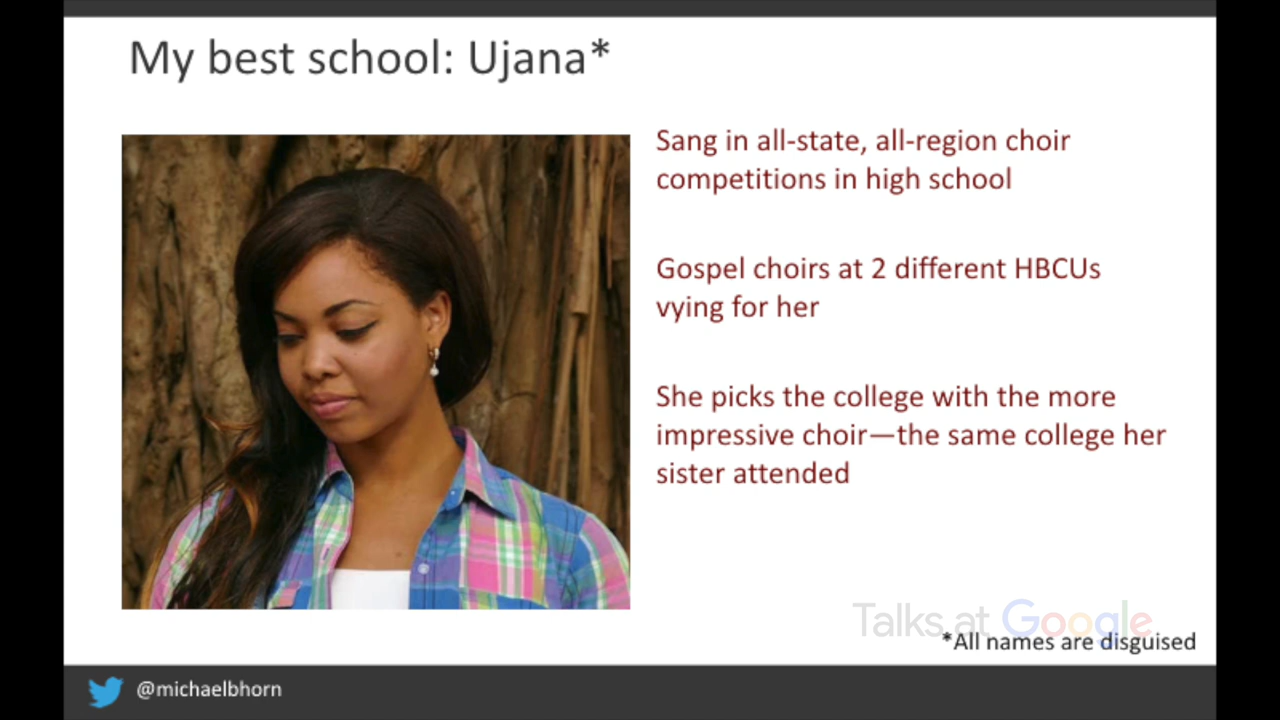 My best school: Ujana*
Sang in all-state, all-region choir
competitions in high school
Gospel choirs at 2 different HBCUs
vying for her
She picks the college with the more
impressive choir—the same college her
sister attended
Talks at Google
*All names are disguised
@michaelbhorn